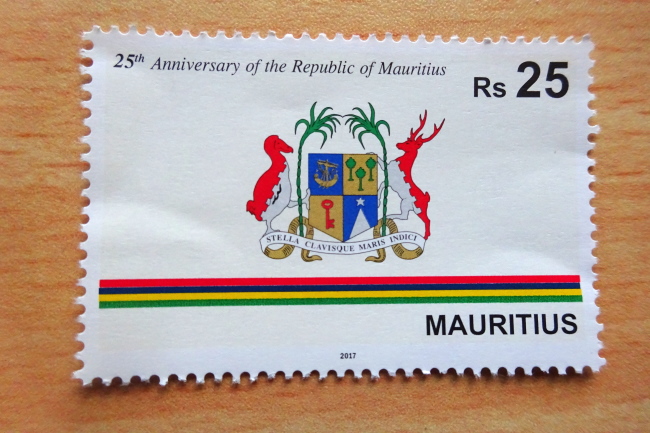 25th Anniversary of the Republic of Mauritius
Rs 25
STELLA CLAVISQUE MARIS INDICI
MAURITIUS
2017